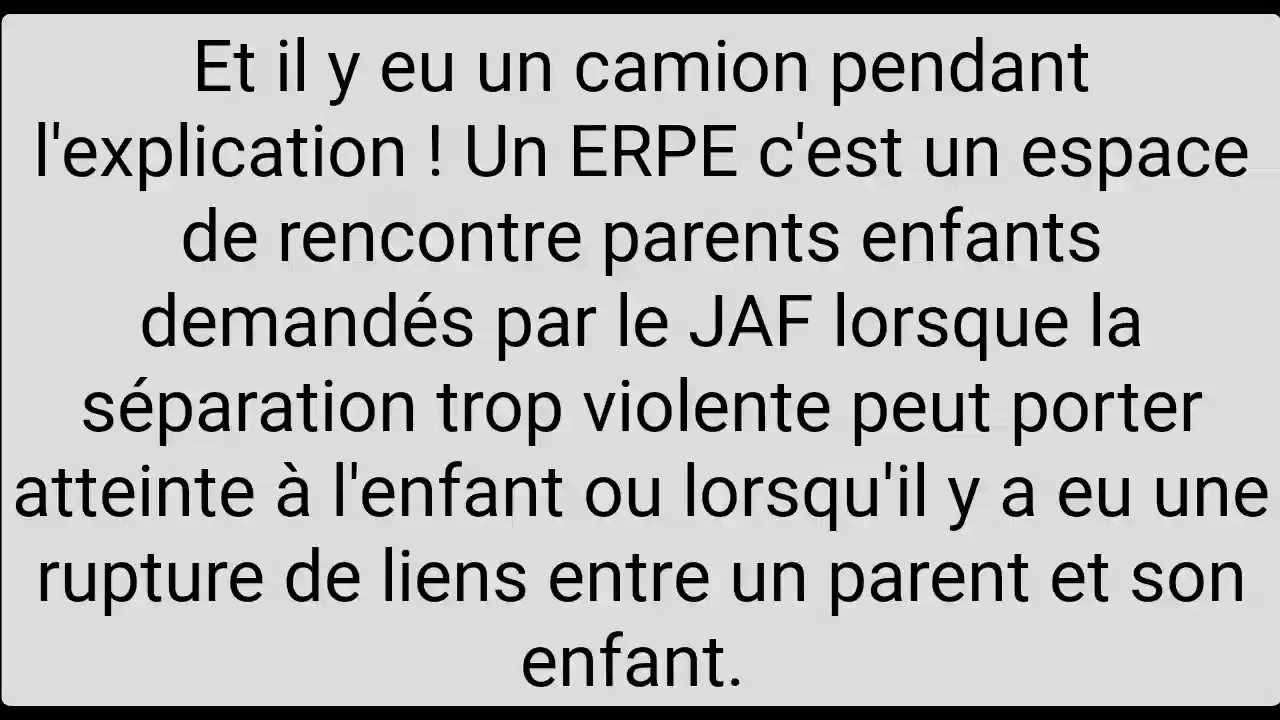 Et il y eu un camion pendant
l'explication ! Un ERPE c'est un espace
de rencontre parents enfants
demandés par le JAF lorsque la
séparation trop violente peut porter
atteinte à l'enfant ou lorsqu'il y a eu une
rupture de liens entre un parent et son
enfant.